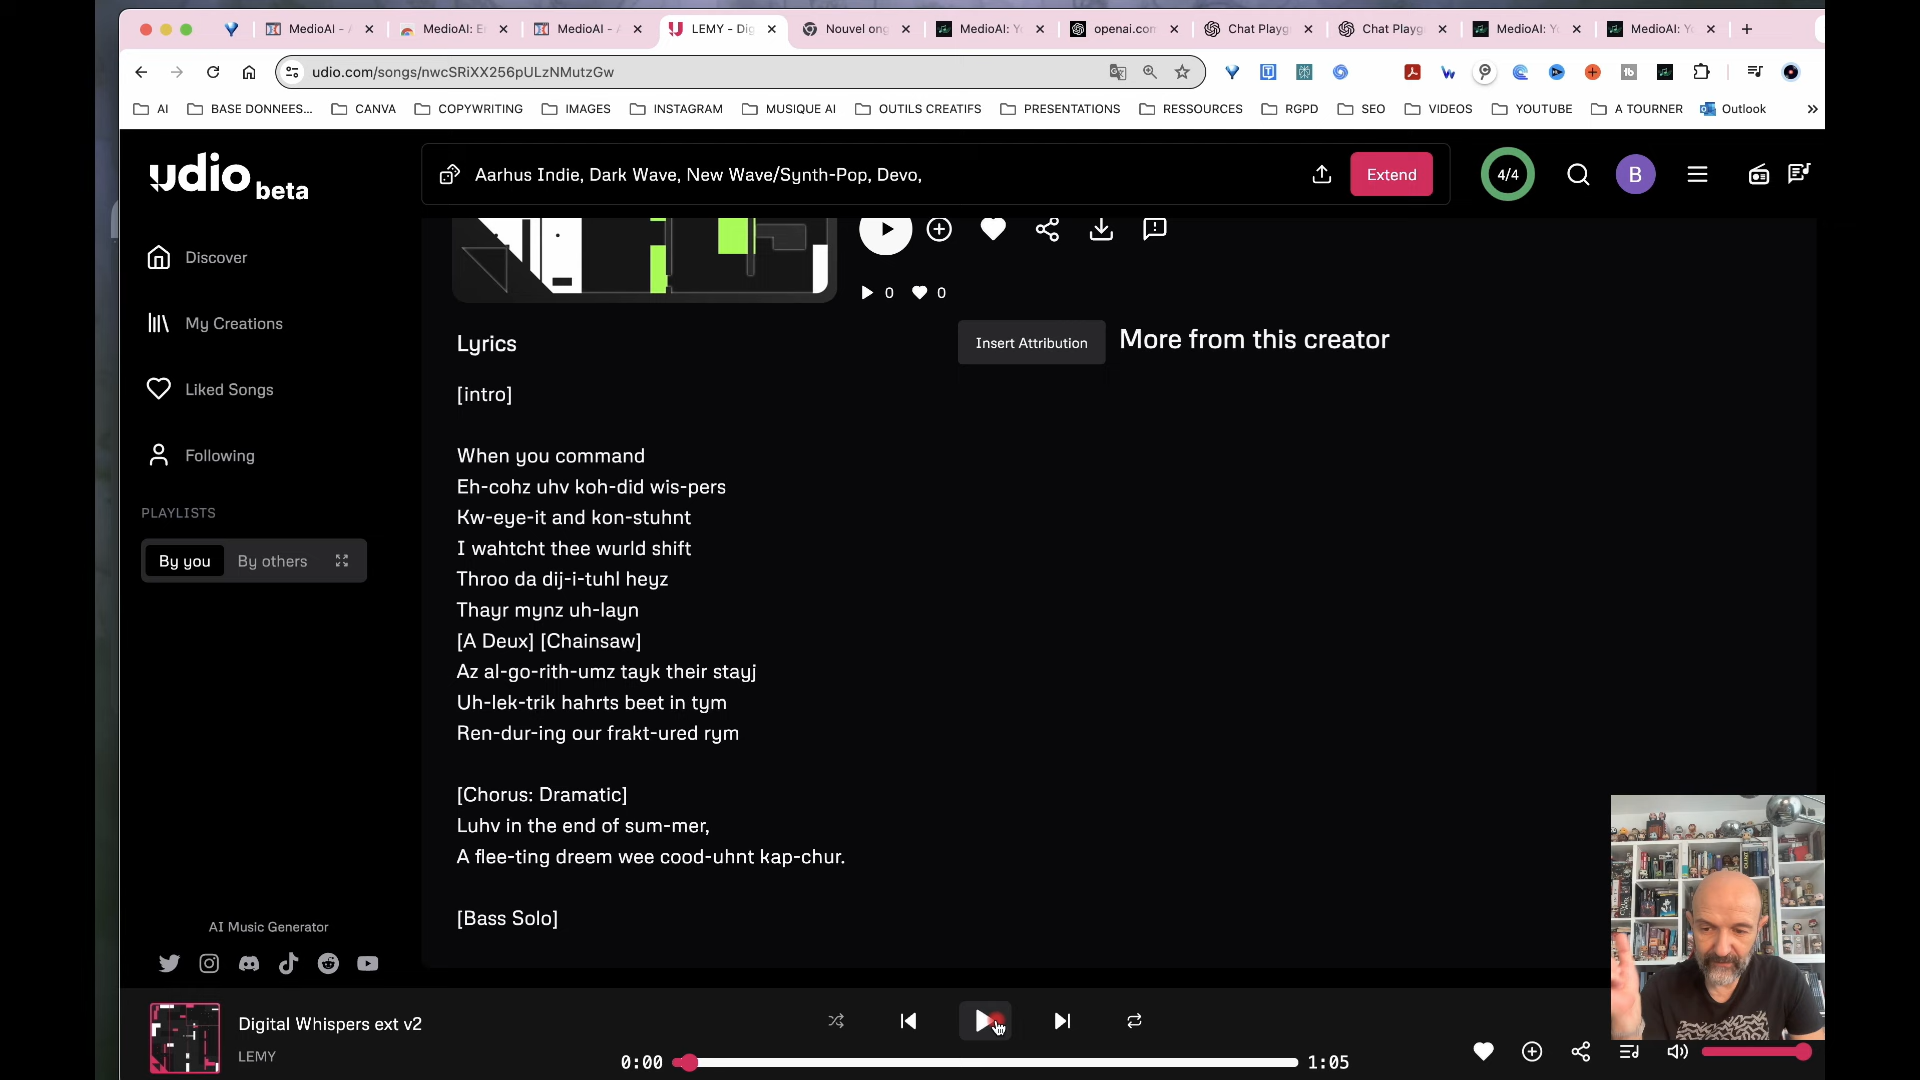 MedioAI - A
MedioAI: E
MedioAI - A
LEMY - Dig
Nouvel ong
MedioAI: Y
openai.com
Chat Playg
Chat Playg
MedioAI: Y
MedioAI: Y
udio.com/songs/nwcSRiXX256pULzNMutzGw
AI
BASE DONNEES...
CANVA
COPYWRITING
IMAGES
INSTAGRAM
MUSIQUE AI
OUTILS CREATIFS
PRESENTATIONS
RESSOURCES
RGPD
SEO
VIDEOS
YOUTUBE
A TOURNER
Outlook
udio beta
Aarhus Indie, Dark Wave, New Wave/Synth-Pop, Devo,
Extend
4/4
B
Discover
My Creations
Liked Songs
Following
PLAYLISTS
By you
By others
0
0
Lyrics
Insert Attribution
More from this creator
[intro]
When you command
Eh-cohz uhv koh-did wis-pers
Kw-eye-it and kon-stuhnt
I wahtcht thee wurld shift
Throo da dij-i-tuhl heyz
Thayr mynz uh-layn
[A Deux] [Chainsaw]
Az al-go-rith-umz tayk their stayj
Uh-lek-trik hahrts beet in tym
Ren-dur-ing our frakt-ured rym
[Chorus: Dramatic]
Luhv in the end of sum-mer,
A flee-ting dreem wee cood-uhnt kap-chur.
[Bass Solo]
AI Music Generator
Digital Whispers ext v2
LEMY
0:00
1:05